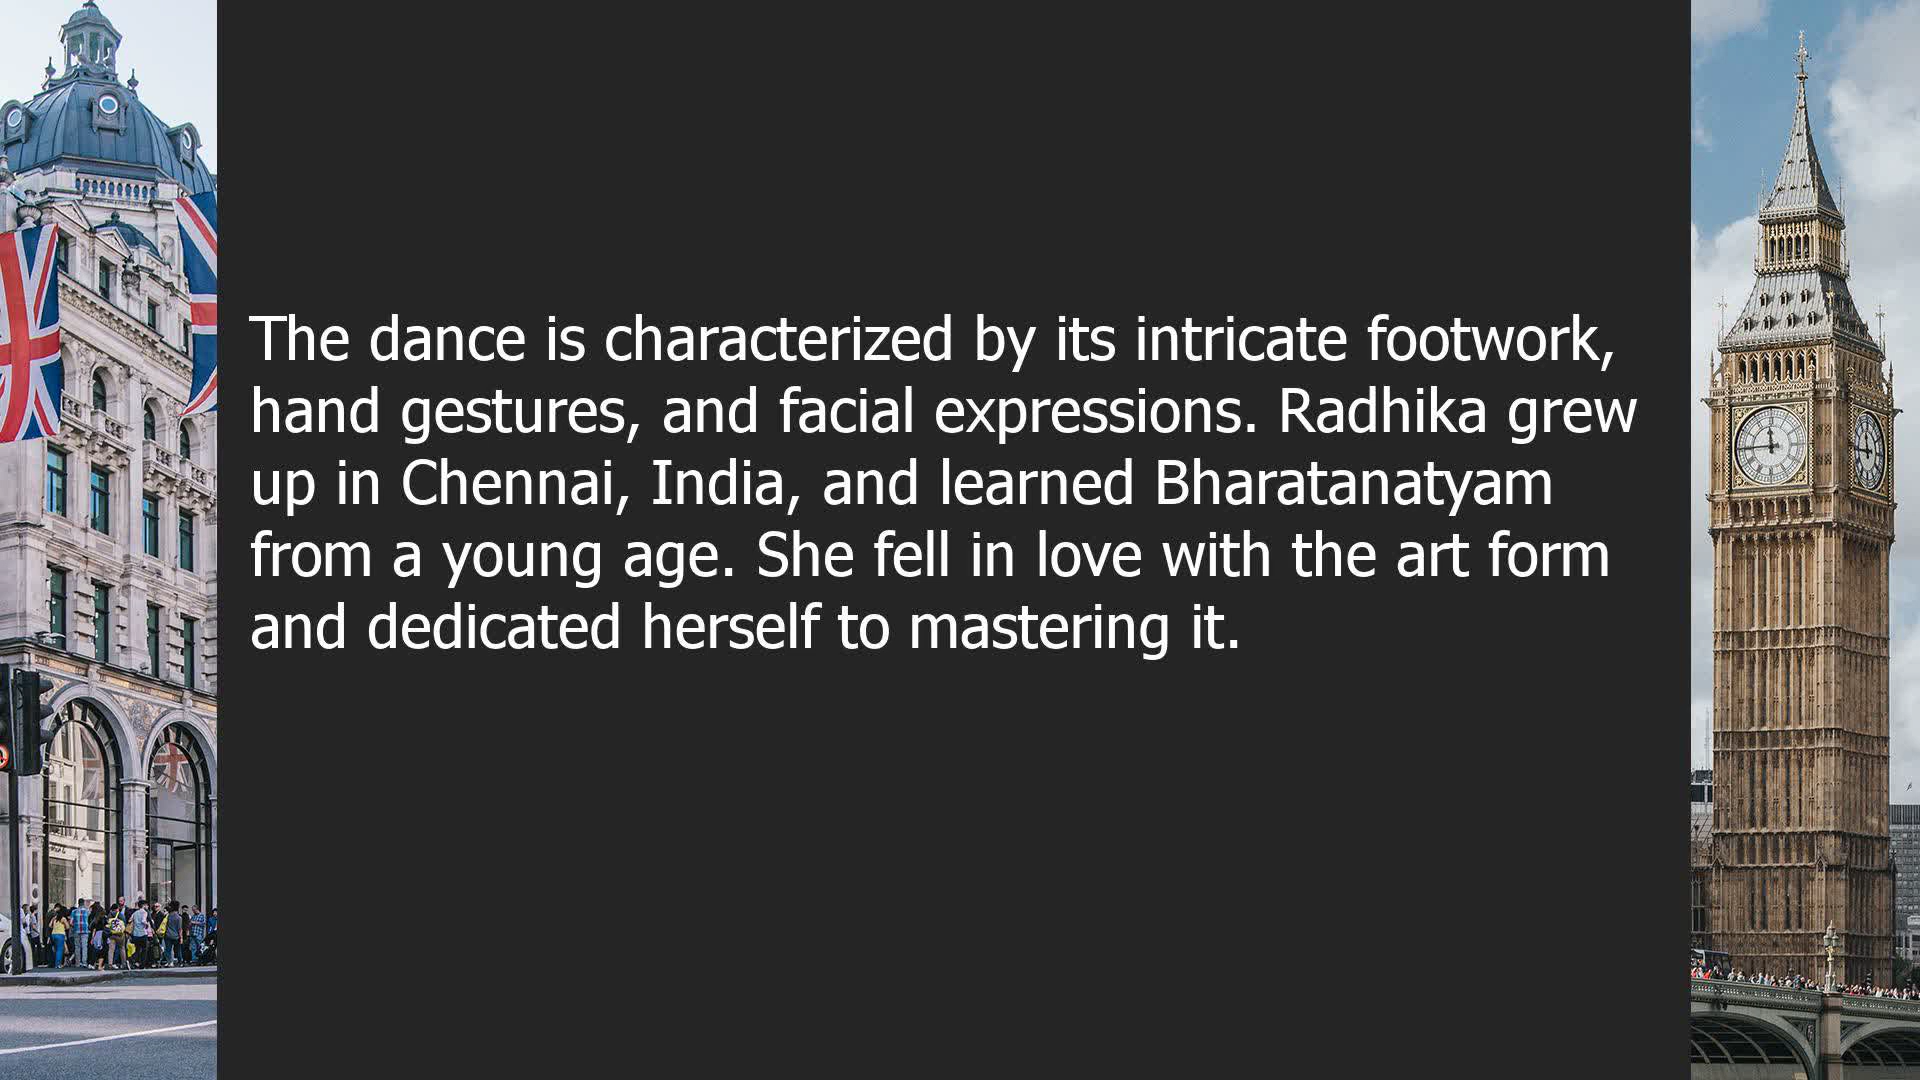 The dance is characterized by its intricate footwork,
hand gestures, and facial expressions. Radhika grew
up in Chennai, India, and learned Bharatanatyam
from a young age. She fell in love with the art form
and dedicated herself to mastering it.